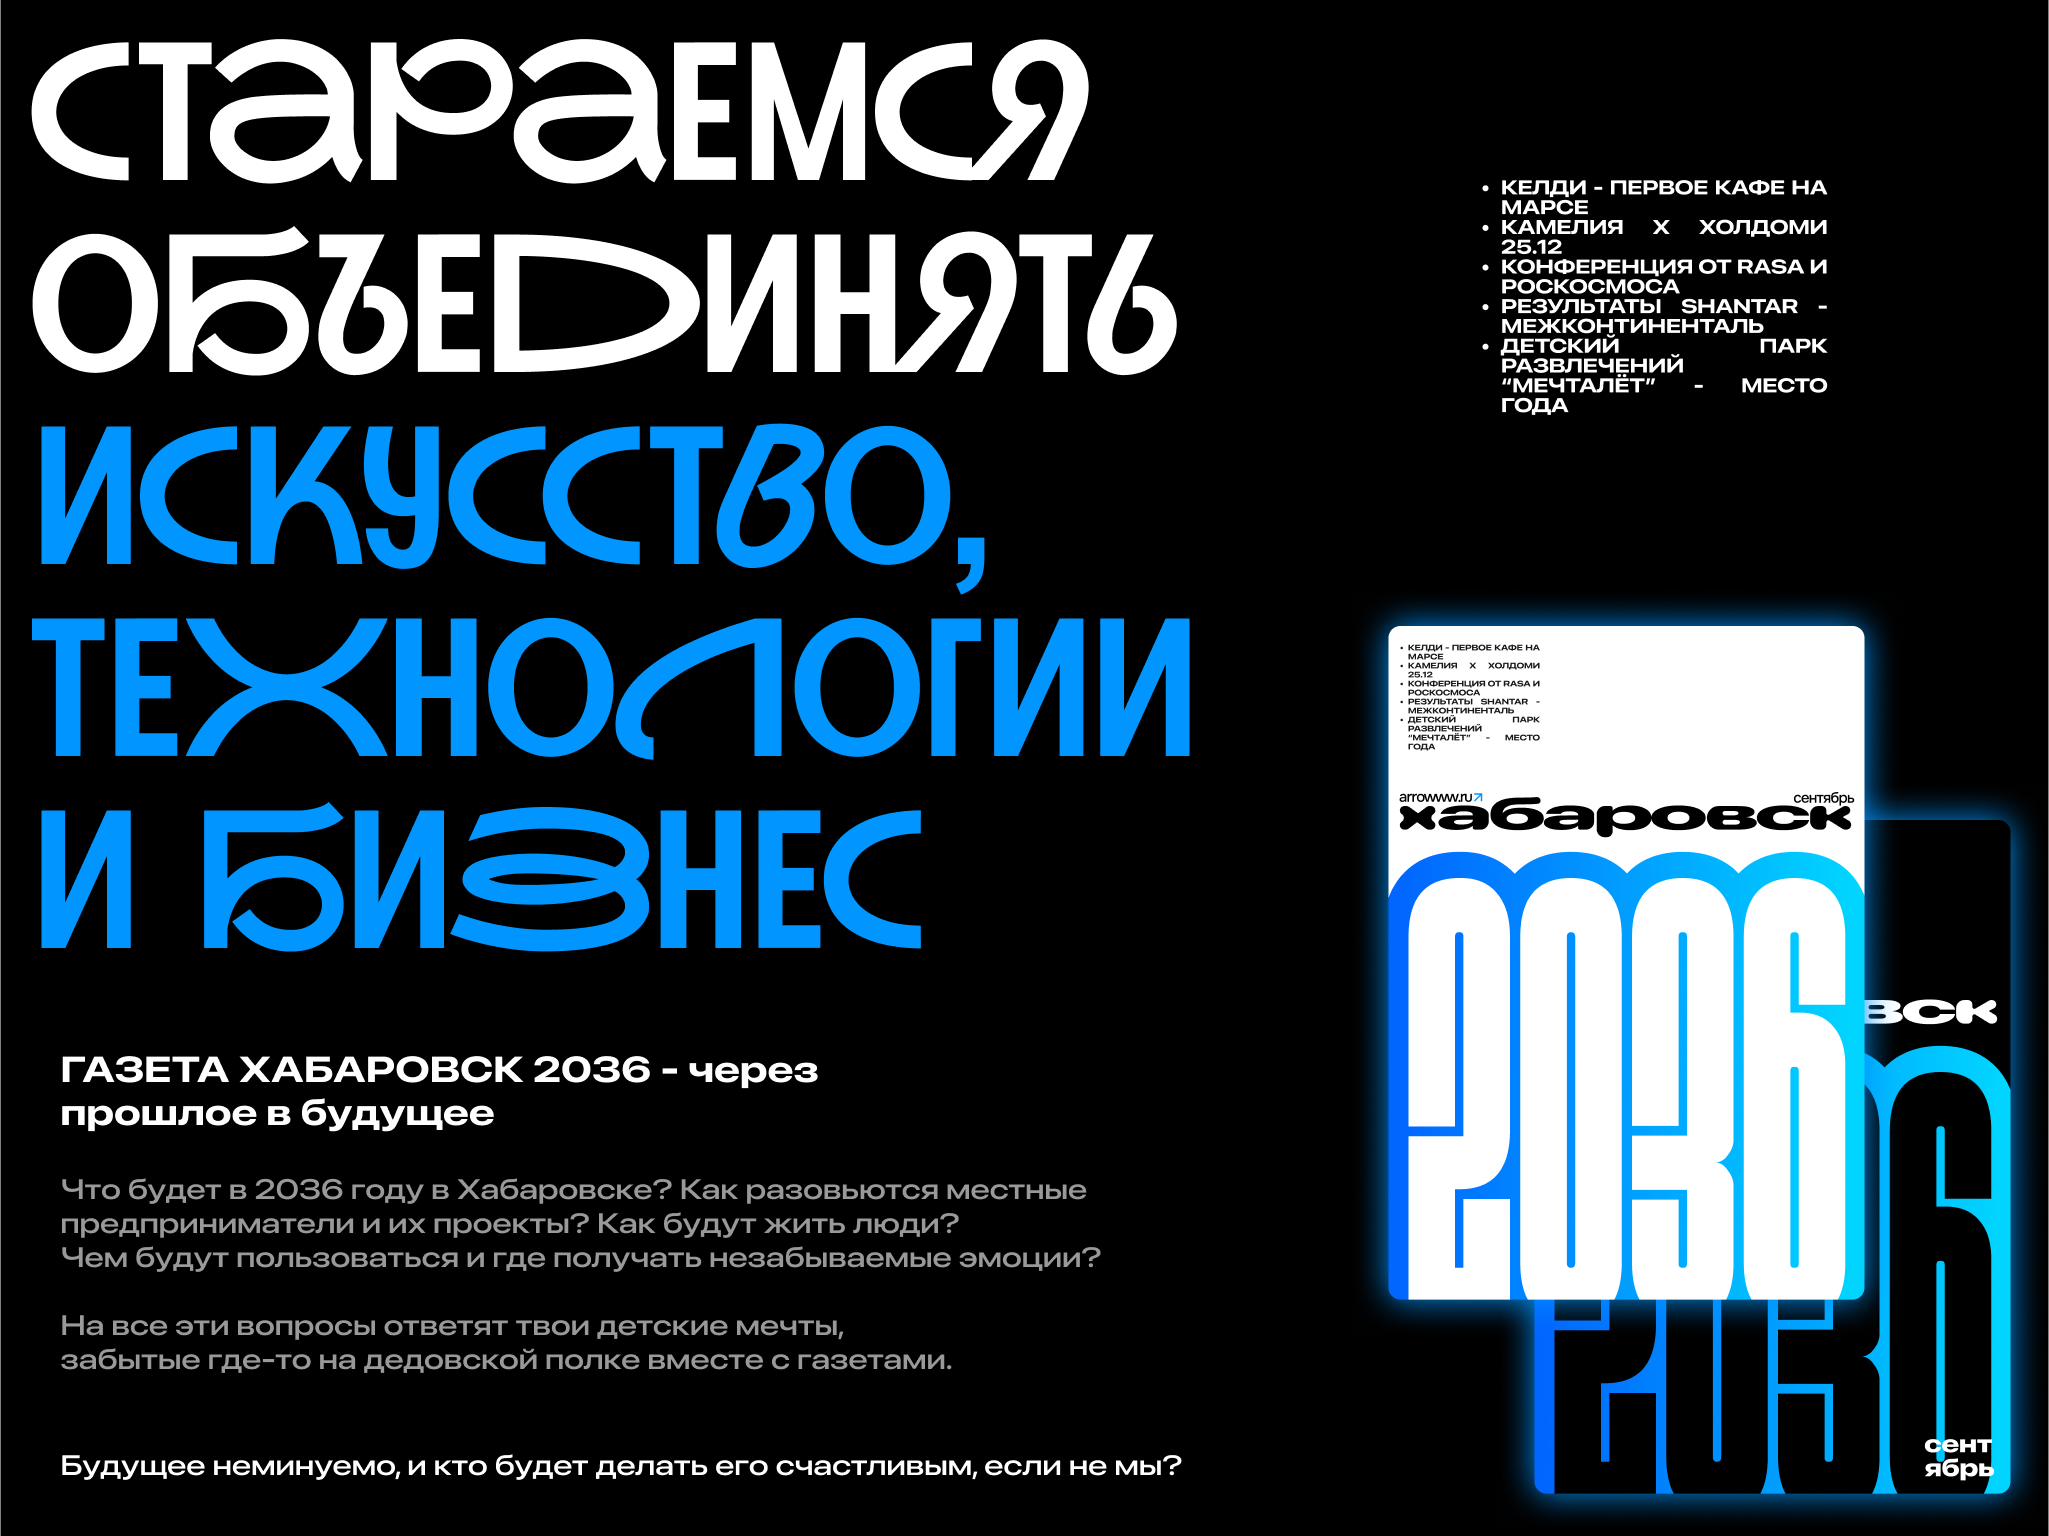 СТАРАЕМСЯ
ОБЪЕДИНЯТЬ
ИСКУССТВО,
ТЕХНОЛОГИИ
И БИЗНЕС
ГАЗЕТА ХАБАРОВСК 2036 - через
прошлое в будущее
Что будет в 2036 году в Хабаровске? Как разовьются местные
предприниматели и их проекты? Как будут жить люди?
Чем будут пользоваться и где получать незабываемые эмоции?
На все эти вопросы ответят твои детские мечты,
забытые где-то на дедовской полке вместе с газетами.
Будущее неминуемо, и кто будет делать его счастливым, если не мы?
• КЕЛДИ - ПЕРВОЕ КАФЕ НА
МАРСЕ
• КАМЕЛИЯ Х ХОЛДОМИ
25.12
• КОНФЕРЕНЦИЯ ОТ RASA И
РОСКОСМОСА
• РЕЗУЛЬТАТЫ SHANTAR -
МЕЖКОНТИНЕНТАЛЬ
• ДЕТСКИЙ ПАРК
РАЗВЛЕЧЕНИЙ
“МЕЧТАЛЁТ” - МЕСТО
ГОДА
• КЕЛДИ - ПЕРВОЕ КАФЕ НА
МАРСЕ
• КАМЕЛИЯ Х ХОЛДОМИ
25.12
• КОНФЕРЕНЦИЯ ОТ RASA И
РОСКОСМОСА
• РЕЗУЛЬТАТЫ SHANTAR -
МЕЖКОНТИНЕНТАЛЬ
• ДЕТСКИЙ ПАРК
РАЗВЛЕЧЕНИЙ
“МЕЧТАЛЁТ” - МЕСТО
ГОДА
arrowww.ru↗ сентябрь
хабаровск
2036
вск
2036
сент
ябрь